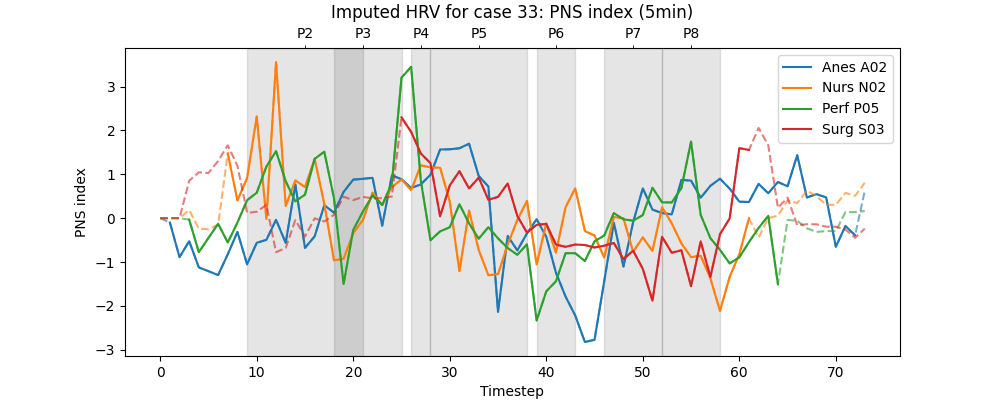 Imputed HRV for case 33: PNS index (5min)
P2 P3 P4 P5 P6 P7 P8
Anes A02
Nurs N02
Perf P05
Surg S03
PNS index
3
2
1
0
−1
−2
−3
0 10 20 30 40 50 60 70
Timestep